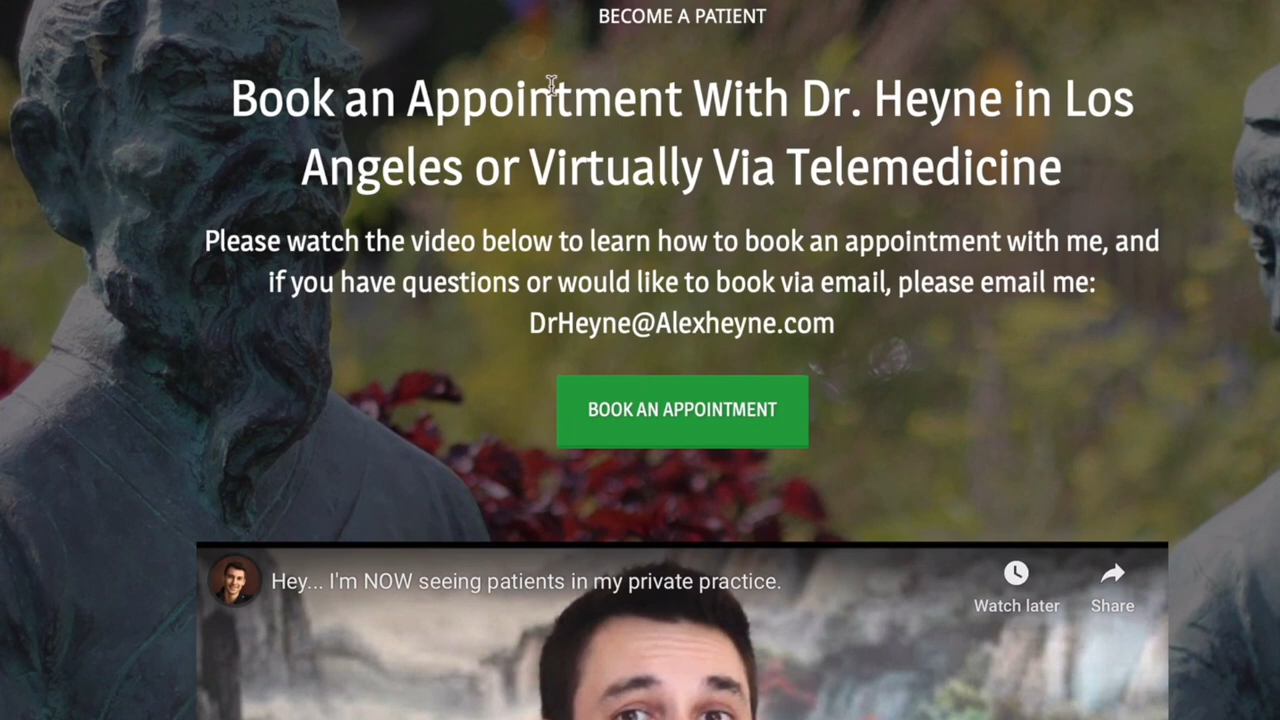 BECOME A PATIENT
Book an Appointment With Dr. Heyne in Los
Angeles or Virtually Via Telemedicine
Please watch the video below to learn how to book an appointment with me, and
if you have questions or would like to book via email, please email me:
DrHeyne@Alexheyne.com
BOOK AN APPOINTMENT
Hey... I'm NOW seeing patients in my private practice.
Watch later
Share